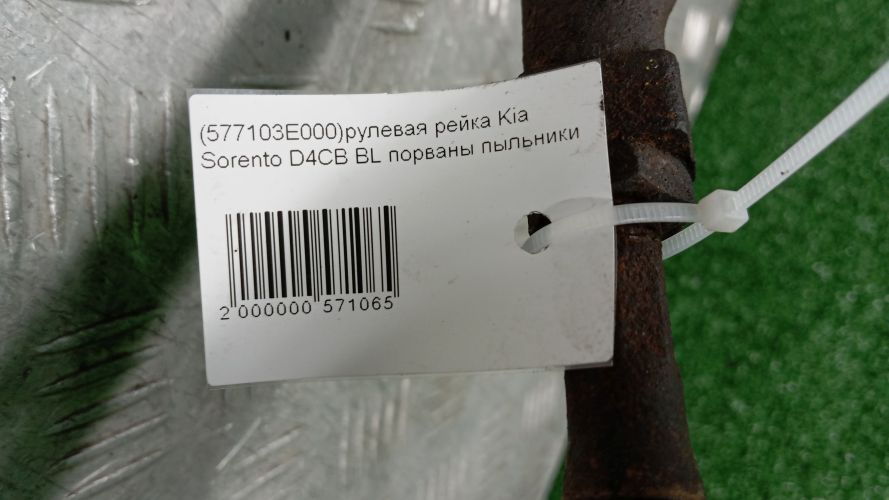 (577103E000)рулевая рейка Kia
Sorento D4CB BL порваны пыльники
2 000000 571065